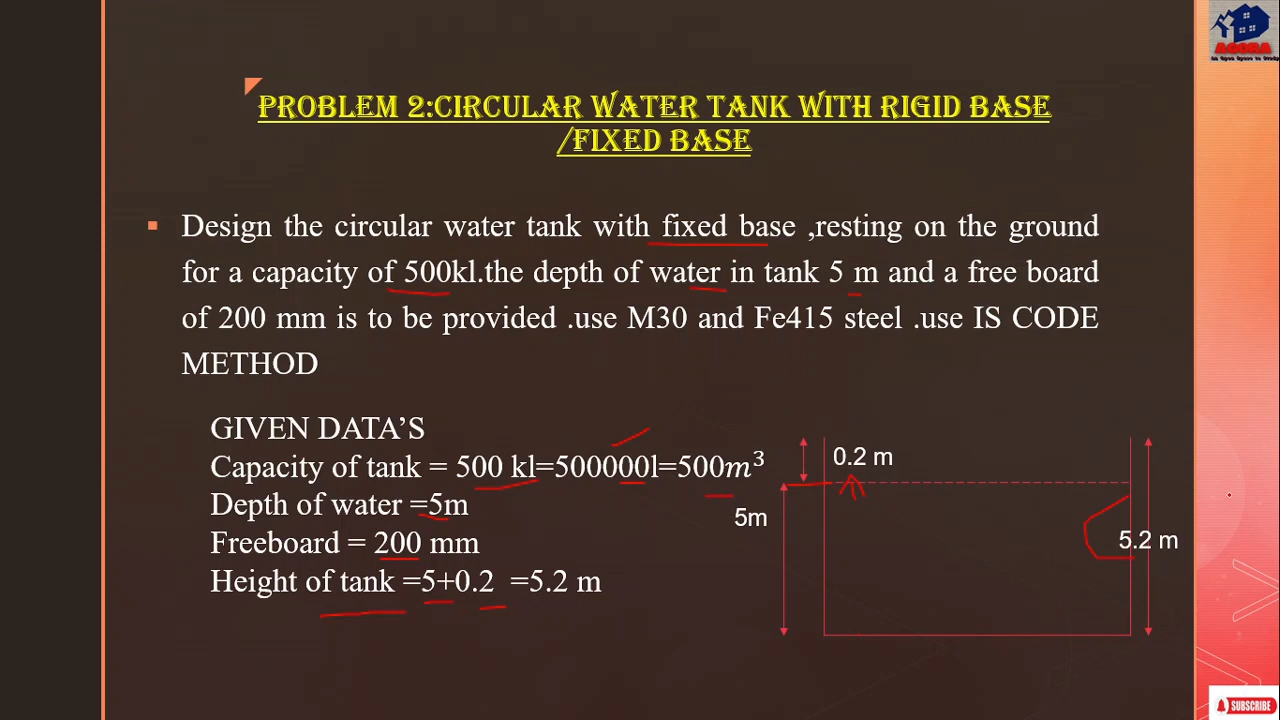 PROBLEM 2:CIRCULAR WATER TANK WITH RIGID BASE
/FIXED BASE
Design the circular water tank with fixed base ,resting on the ground
for a capacity of 500kl.the depth of water in tank 5 m and a free board
of 200 mm is to be provided .use M30 and Fe415 steel .use IS CODE
METHOD
GIVEN DATA'S
Capacity of tank = 500 kl=500000l=500m³
Depth of water =5m
Freeboard = 200 mm
Height of tank =5+0.2 =5.2 m
0.2 m
5m
5.2 m
AGORA
SUBSCRIBE